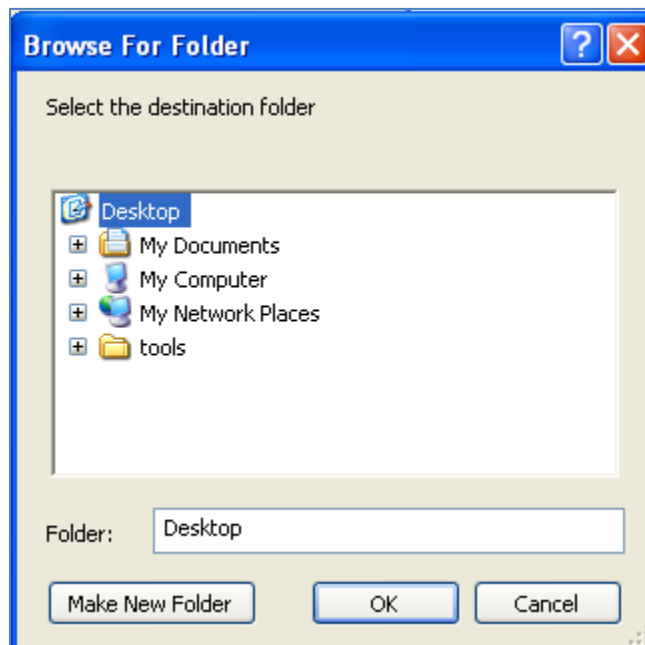 Browse For Folder
Select the destination folder
Desktop
My Documents
My Computer
My Network Places
tools
Folder: Desktop
Make New Folder OK Cancel